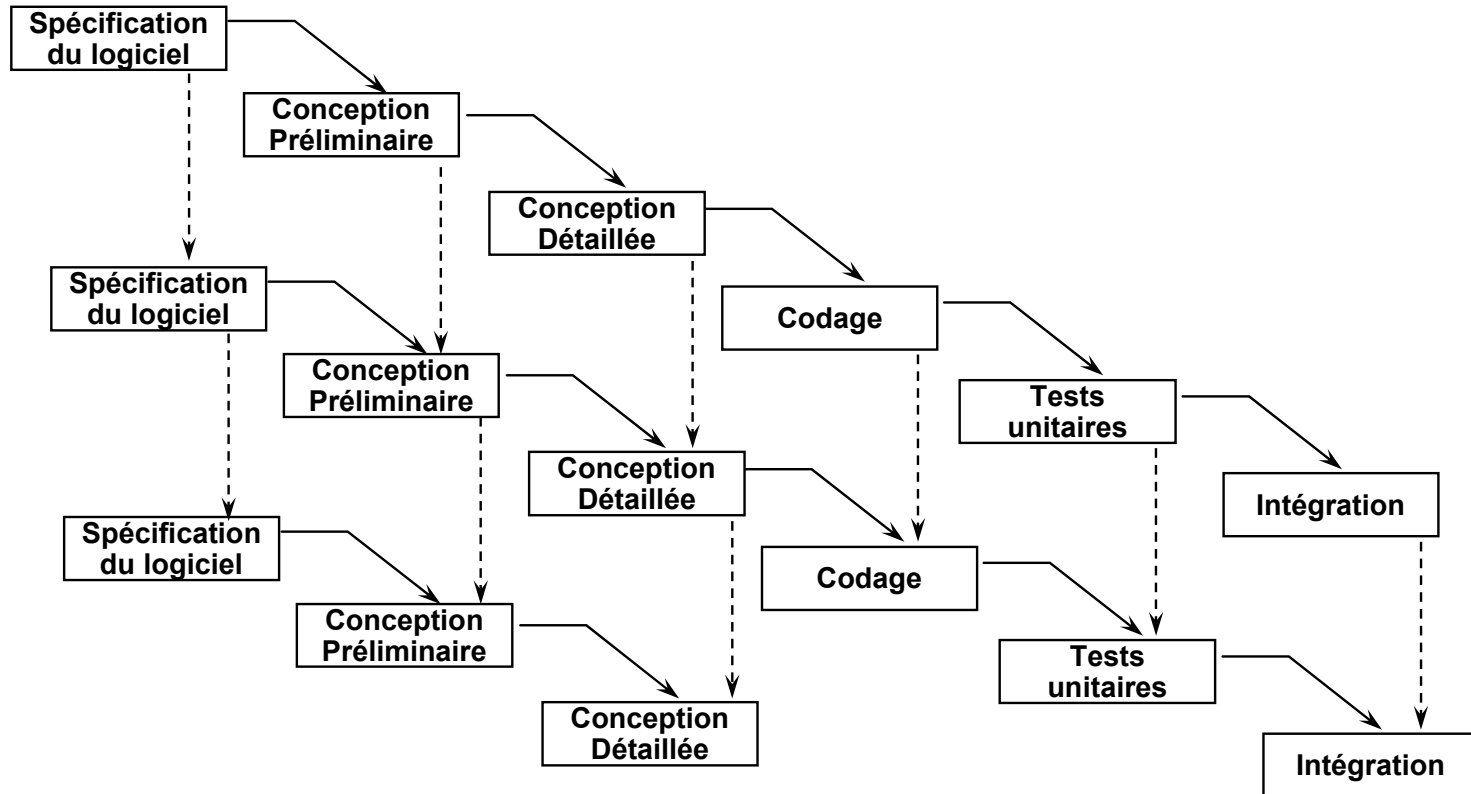 Spécification
du logiciel
Conception
Préliminaire
Conception
Détaillée
Codage
Tests
unitaires
Intégration
Spécification
du logiciel
Conception
Préliminaire
Conception
Détaillée
Codage
Tests
unitaires
Intégration
Spécification
du logiciel
Conception
Préliminaire
Conception
Détaillée